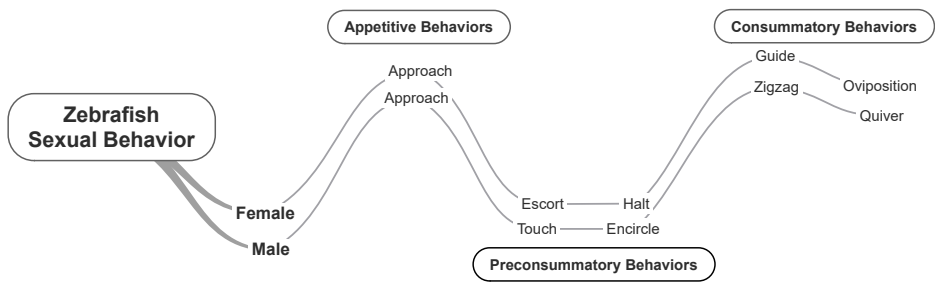 Appetitive Behaviors
Consummatory Behaviors
Guide
Approach
Zigzag
Oviposition
Approach
Zebrafish
Sexual Behavior
Quiver
Escort
Halt
Female
Touch
Encircle
Male
Preconsummatory Behaviors